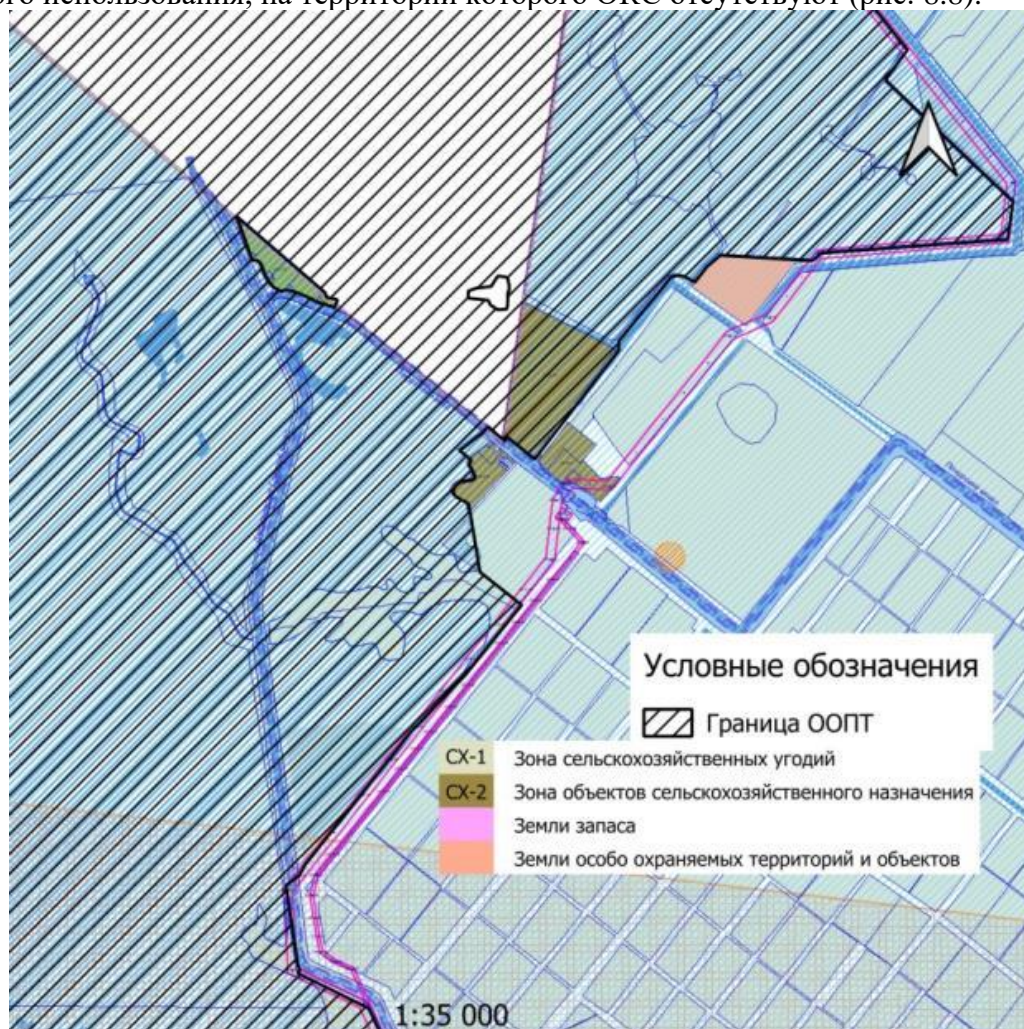 ого использования, на территории которого ОКС отсутствуют (рис. 8.8).
Условные обозначения
Граница ООПТ
СХ-1 Зона сельскохозяйственных угодий
СХ-2 Зона объектов сельскохозяйственного назначения
Земли запаса
Земли особо охраняемых территорий и объектов
1:35 000